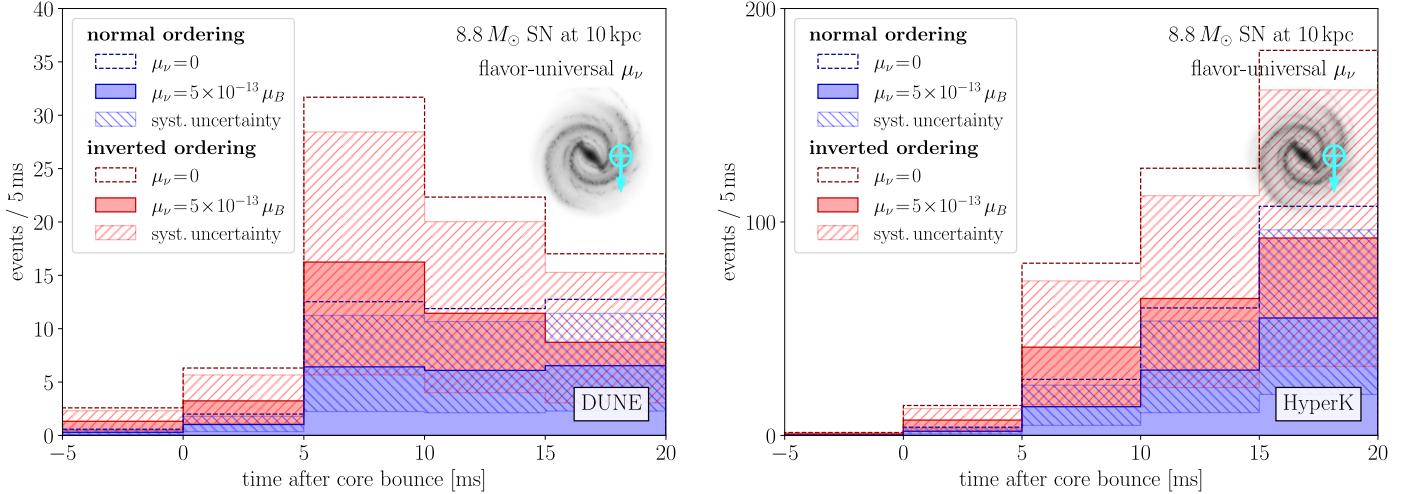 40
35
30
25
20
15
10
5
0
events / 5 ms
normal ordering
μν = 0
μν = 5×10⁻¹³ μB
syst. uncertainty
inverted ordering
μν = 0
μν = 5×10⁻¹³ μB
syst. uncertainty
8.8 M⊙ SN at 10 kpc
flavor-universal μν
DUNE
−5 0 5 10 15 20
time after core bounce [ms]
200
100
0
events / 5 ms
normal ordering
μν = 0
μν = 5×10⁻¹³ μB
syst. uncertainty
inverted ordering
μν = 0
μν = 5×10⁻¹³ μB
syst. uncertainty
8.8 M⊙ SN at 10 kpc
flavor-universal μν
HyperK
−5 0 5 10 15 20
time after core bounce [ms]